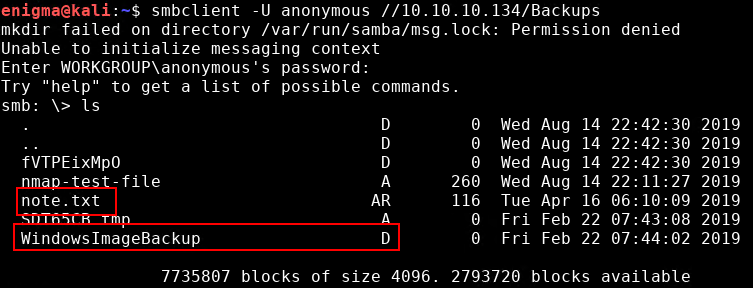 enigma@kali:~$ smbclient -U anonymous //10.10.10.134/Backups
mkdir failed on directory /var/run/samba/msg.lock: Permission denied
Unable to initialize messaging context
Enter WORKGROUP\anonymous's password:
Try "help" to get a list of possible commands.
smb: \> ls
. D 0 Wed Aug 14 22:42:30 2019
.. D 0 Wed Aug 14 22:42:30 2019
fVTPEixMpO D 0 Wed Aug 14 22:42:30 2019
nmap-test-file A 260 Wed Aug 14 22:11:27 2019
note.txt AR 116 Tue Apr 16 06:10:09 2019
SDT65CB.tmp A 0 Fri Feb 22 07:43:08 2019
WindowsImageBackup D 0 Fri Feb 22 07:44:02 2019
7735807 blocks of size 4096. 2793720 blocks available